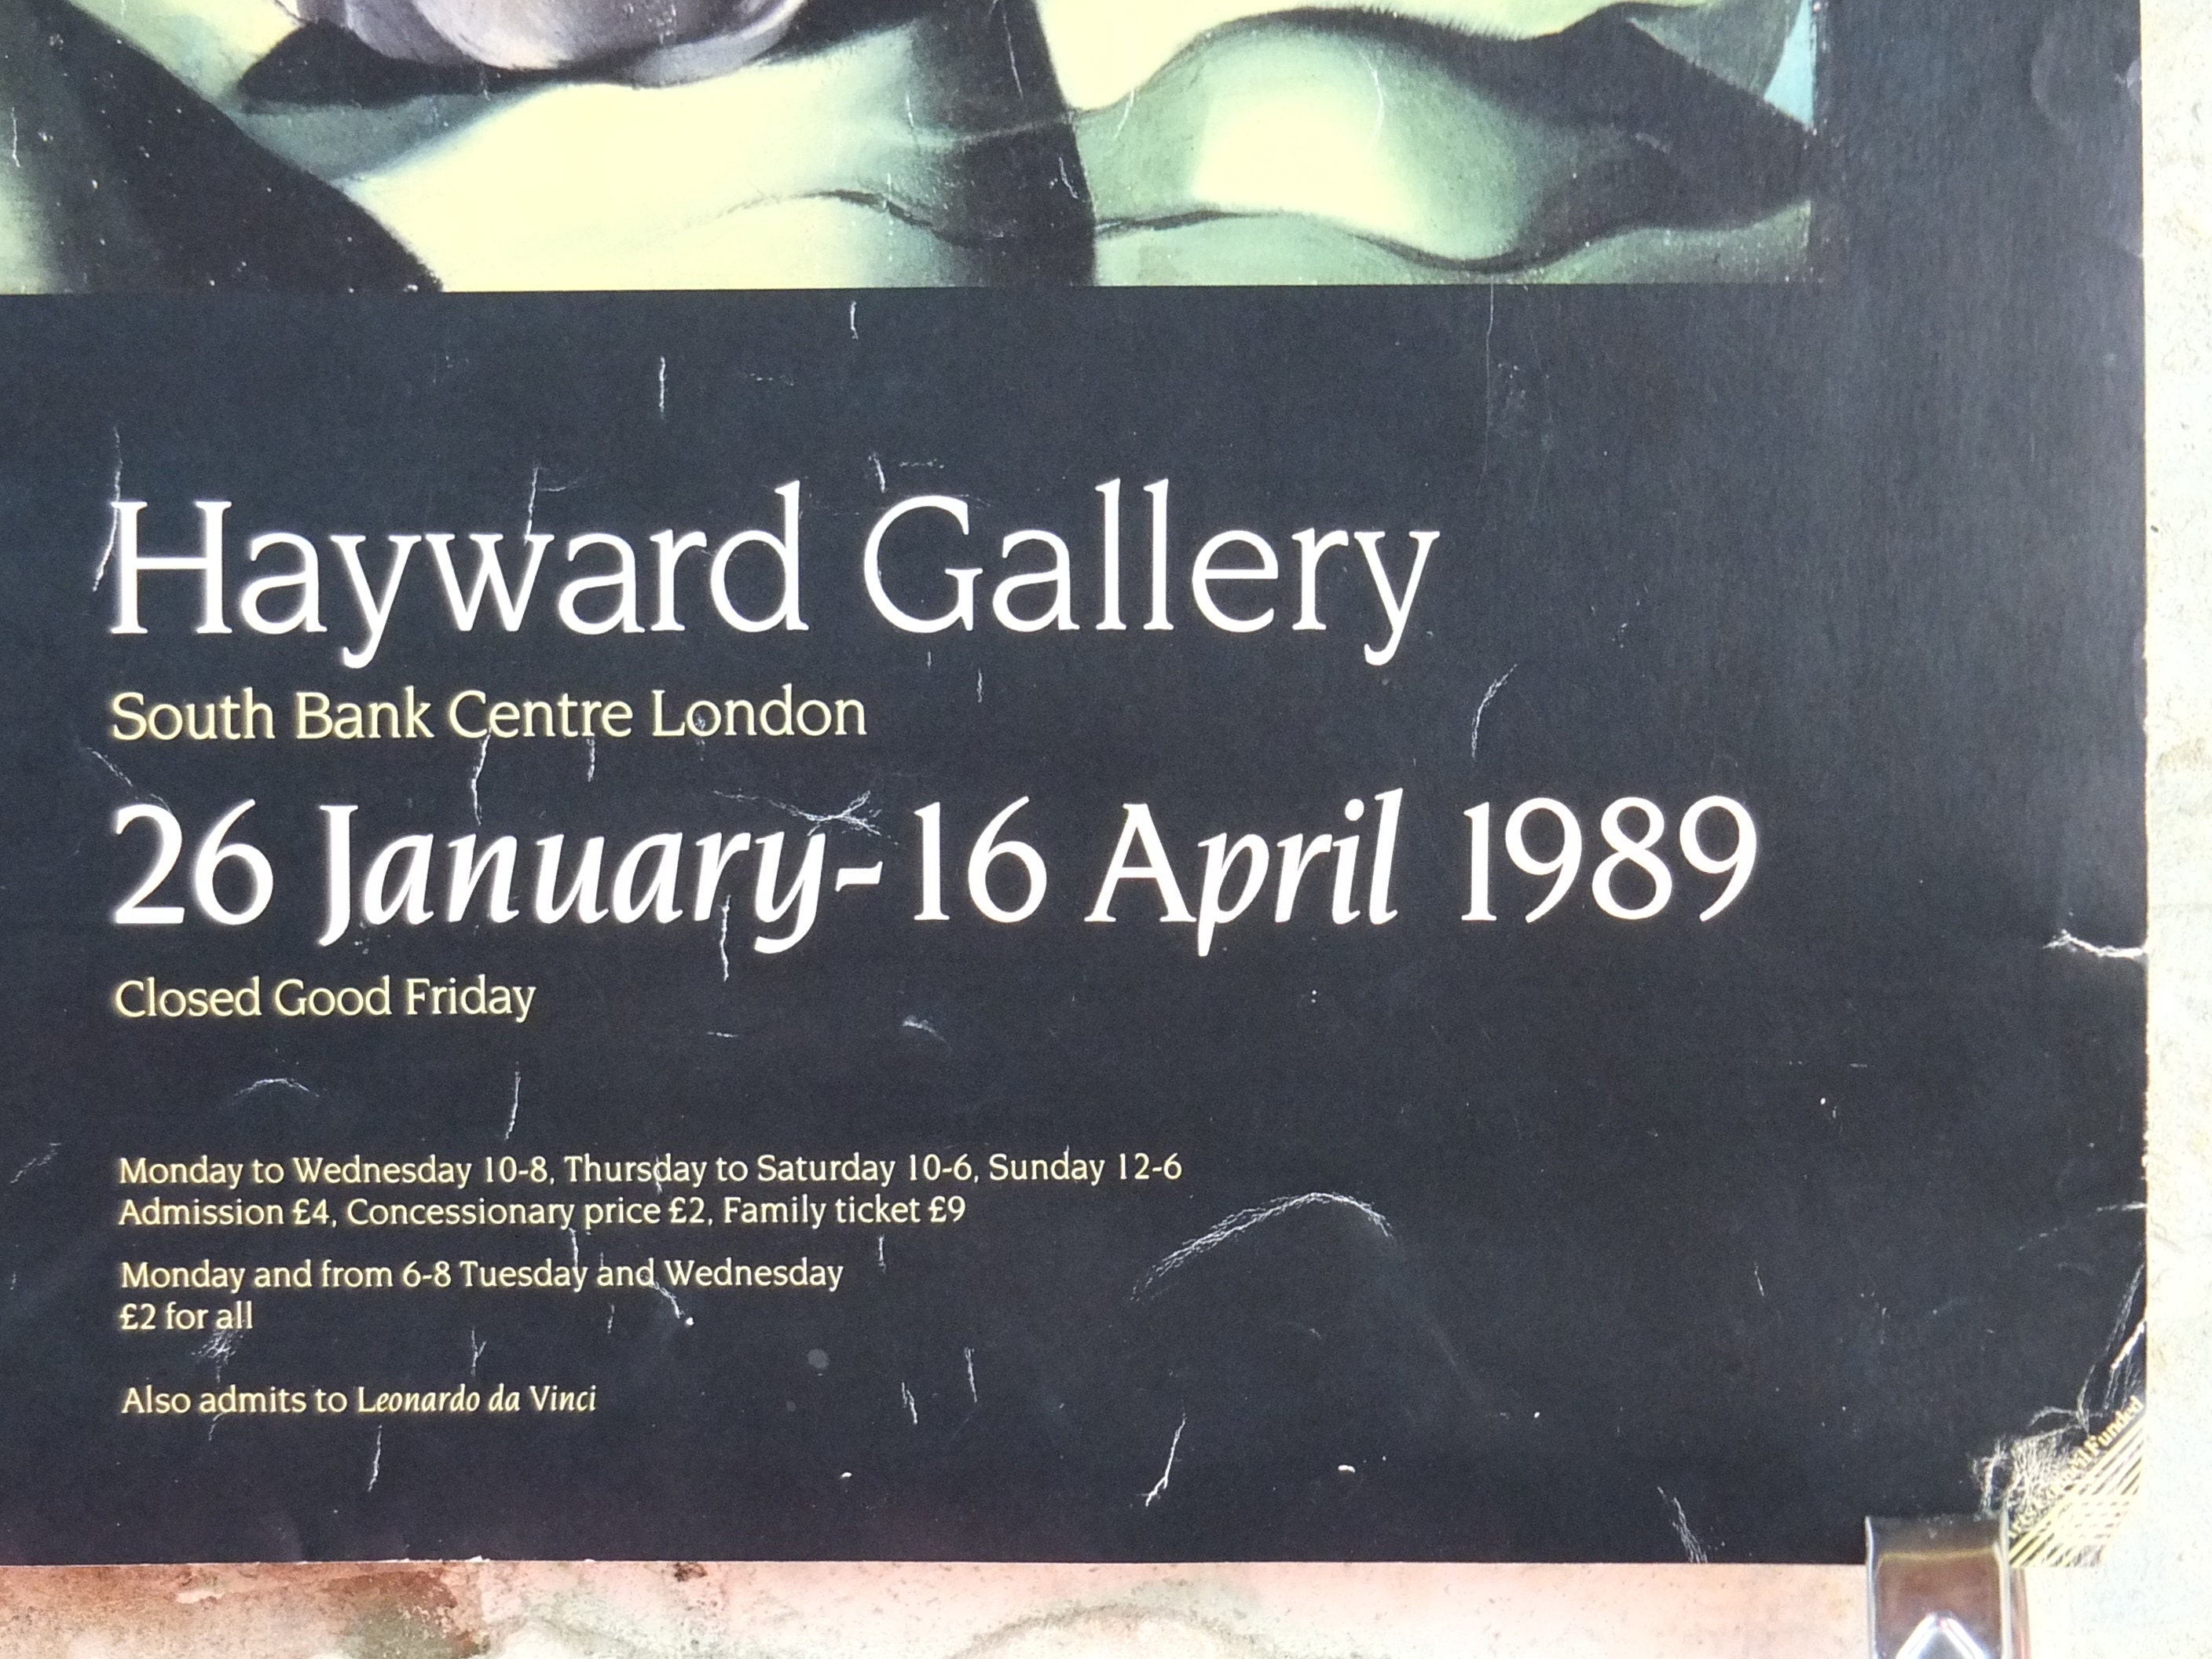 Hayward Gallery
South Bank Centre London
26 January-16 April 1989
Closed Good Friday
Monday to Wednesday 10-8, Thursday to Saturday 10-6, Sunday 12-6
Admission £4, Concessionary price £2, Family ticket £9
Monday and from 6-8 Tuesday and Wednesday
£2 for all
Also admits to Leonardo da Vinci
Funded